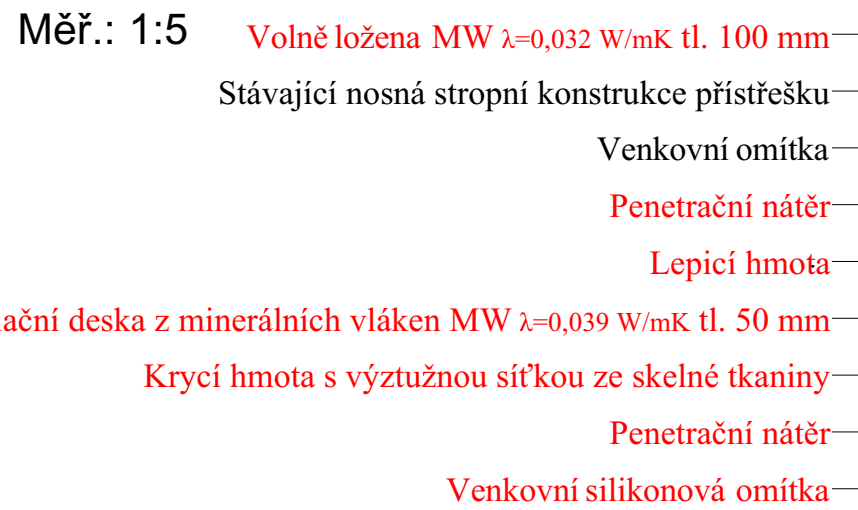 Měř.: 1:5
Volně ložena MW λ=0,032 W/mK tl. 100 mm
Stávající nosná stropní konstrukce přístřešku
Venkovní omítka
Penetrační nátěr
Lepicí hmota
deska z minerálních vláken MW λ=0,039 W/mK tl. 50 mm
Krycí hmota s výztužnou síťkou ze skelné tkaniny
Penetrační nátěr
Venkovní silikonová omítka